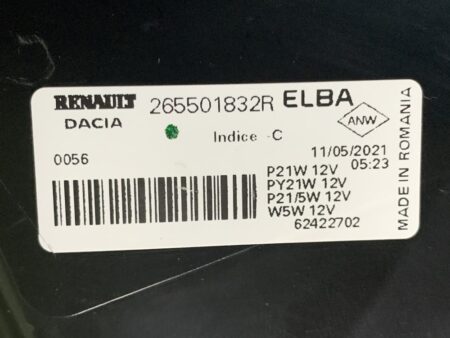 RENAULT 265501832R ELBA
DACIA
Indice -C
ANW
0056
11/05/2021
05:23
P21W 12V
PY21W 12V
P21/5W 12V
W5W 12V
62422702
MADE IN ROMANIA